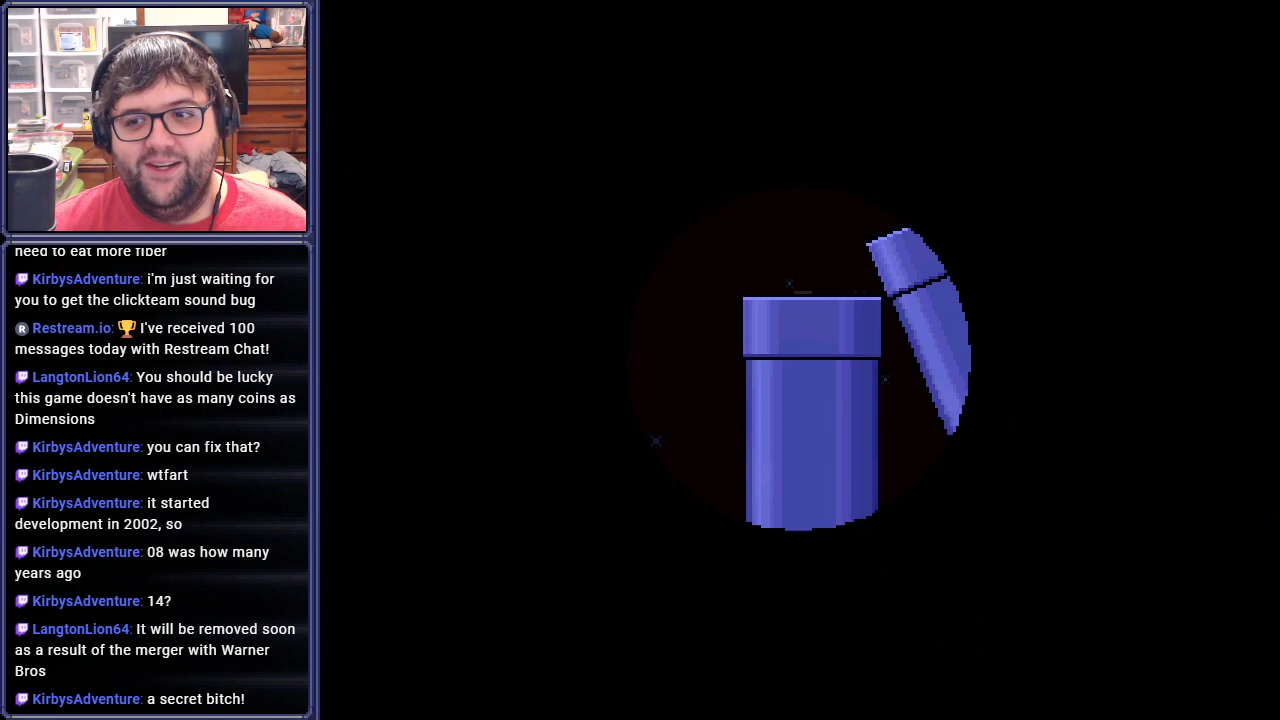 need to eat more fiber
KirbysAdventure: i'm just waiting for
you to get the clickteam sound bug
Restream.io: 🏆 I've received 100
messages today with Restream Chat!
LangtonLion64: You should be lucky
this game doesn't have as many coins as
Dimensions
KirbysAdventure: you can fix that?
KirbysAdventure: wtfart
KirbysAdventure: it started
development in 2002, so
KirbysAdventure: 08 was how many
years ago
KirbysAdventure: 14?
LangtonLion64: It will be removed soon
as a result of the merger with Warner
Bros
KirbysAdventure: a secret bitch!